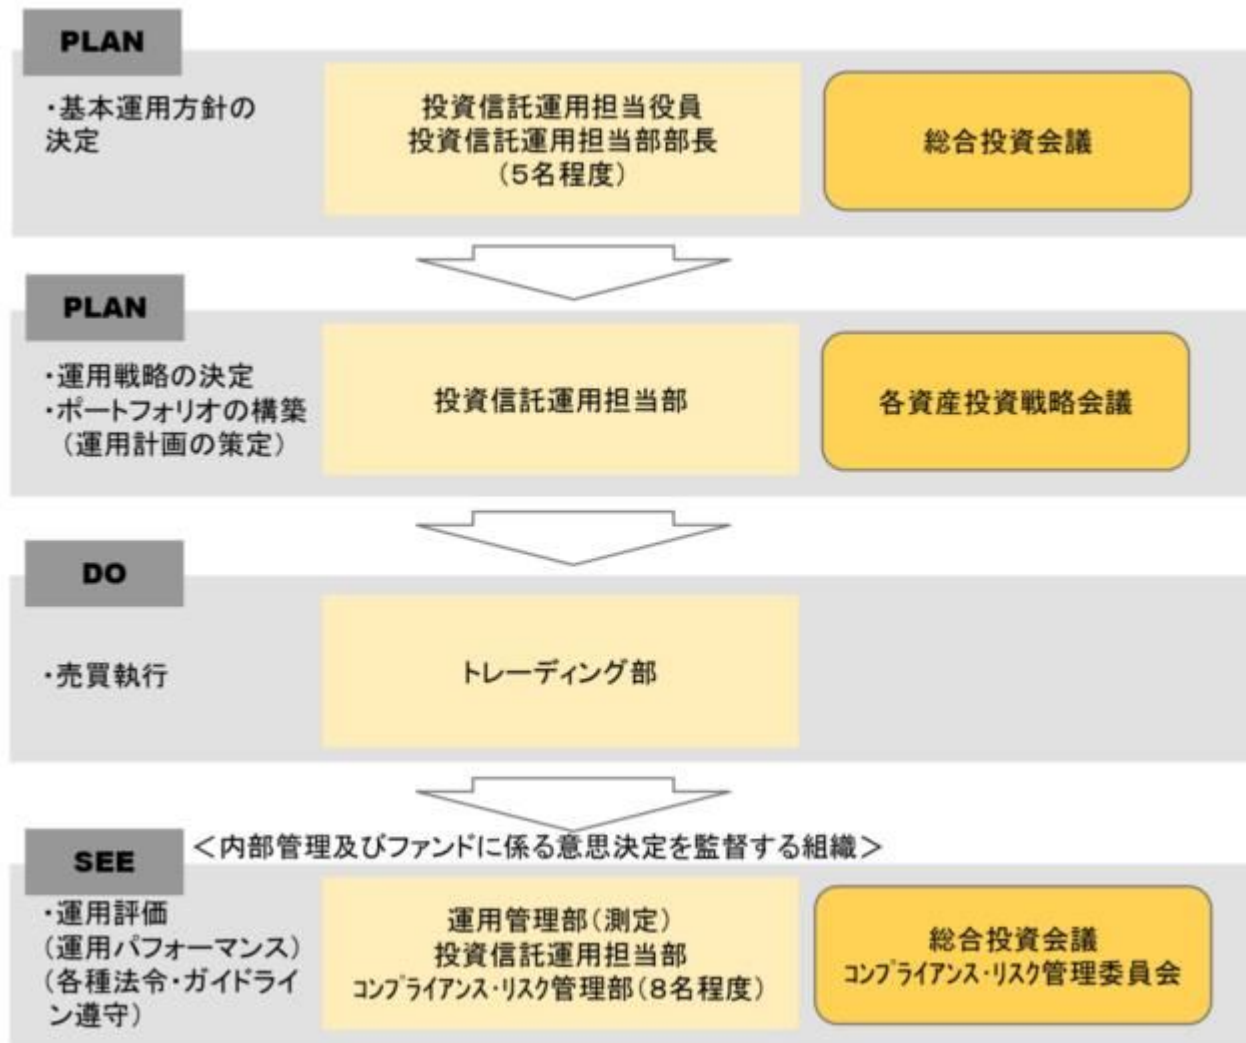 PLAN
・基本運用方針の
決定
投資信託運用担当役員
投資信託運用担当部部長
（５名程度）
総合投資会議
PLAN
・運用戦略の決定
・ポートフォリオの構築
（運用計画の策定）
投資信託運用担当部
各資産投資戦略会議
DO
・売買執行
トレーディング部
SEE
＜内部管理及びファンドに係る意思決定を監督する組織＞
・運用評価
(運用パフォーマンス)
(各種法令・ガイドライ
ン遵守）
運用管理部（測定）
投資信託運用担当部
ｺﾝﾌﾟﾗｲｱﾝｽ・ﾘｽｸ管理部（８名程度）
総合投資会議
ｺﾝﾌﾟﾗｲｱﾝｽ・ﾘｽｸ管理委員会